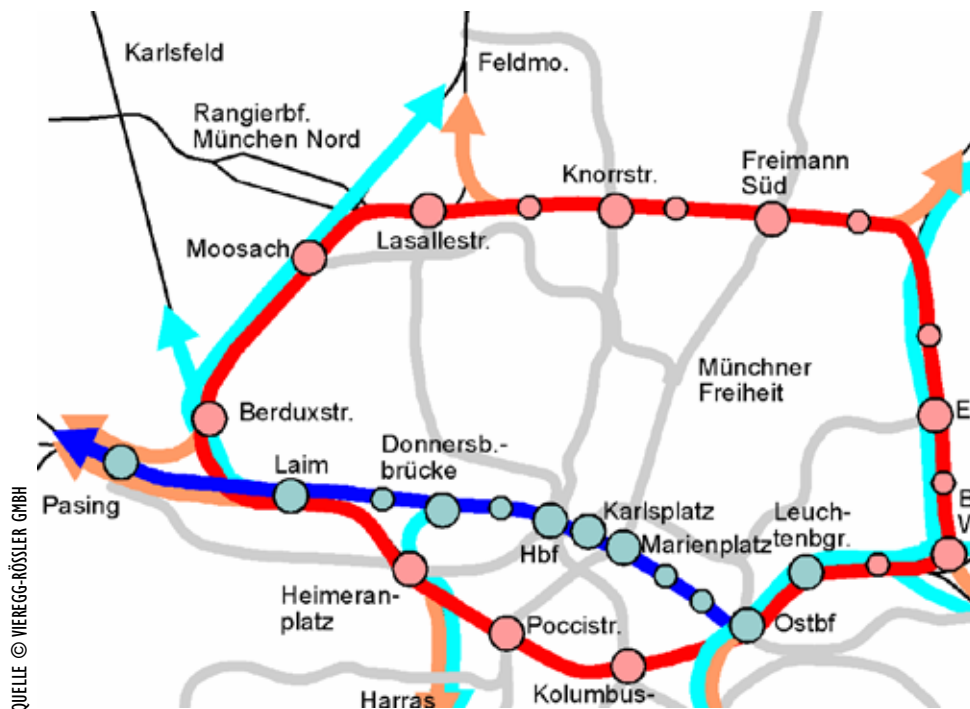 Karlsfeld
Feldmo.
Rangierbf.
München Nord
Knorrstr.
Freimann
Süd
Moosach
Lasallestr.
Münchner
Freiheit
Berduxstr.
Donnersb.-
brücke
Laim
E
Pasing
Karlsplatz
Leuch-
tenbgr.
B
W
Hbf
Marienplatz
Heimeran-
platz
Poccistr.
Ostbf
Harras
Kolumbus-
QUELLE © VIEREGG-RÖSSLER GMBH